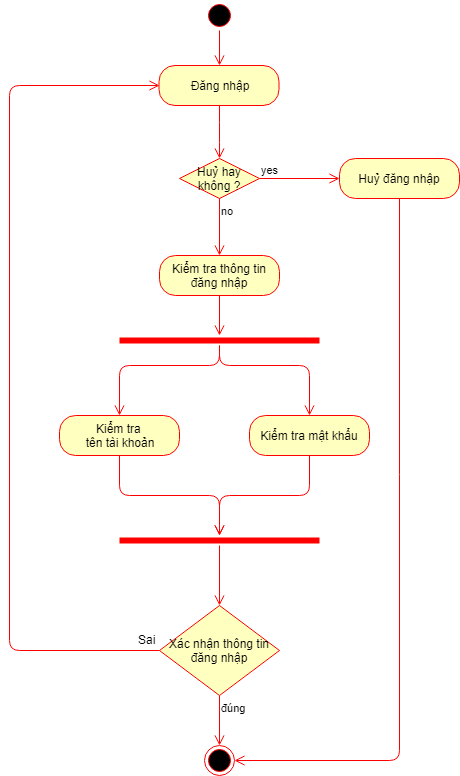 Đăng nhập
Huỷ hay
không ?
yes
Huỷ đăng nhập
no
Kiểm tra thông tin
đăng nhập
Kiểm tra
tên tài khoản
Kiểm tra mật khẩu
Sai
Xác nhận thông tin
đăng nhập
đúng